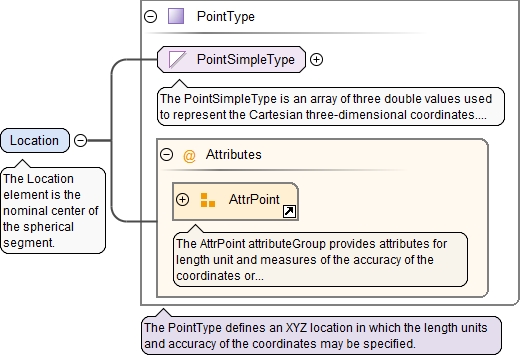 PointType
PointSimpleType
The PointSimpleType is an array of three double values used
to represent the Cartesian three-dimensional coordinates....
Location
The Location
element is the
nominal center of
the spherical
segment.
@ Attributes
AttrPoint
The AttrPoint attributeGroup provides attributes for
length unit and measures of the accuracy of the
coordinates or...
The PointType defines an XYZ location in which the length units
and accuracy of the coordinates may be specified.